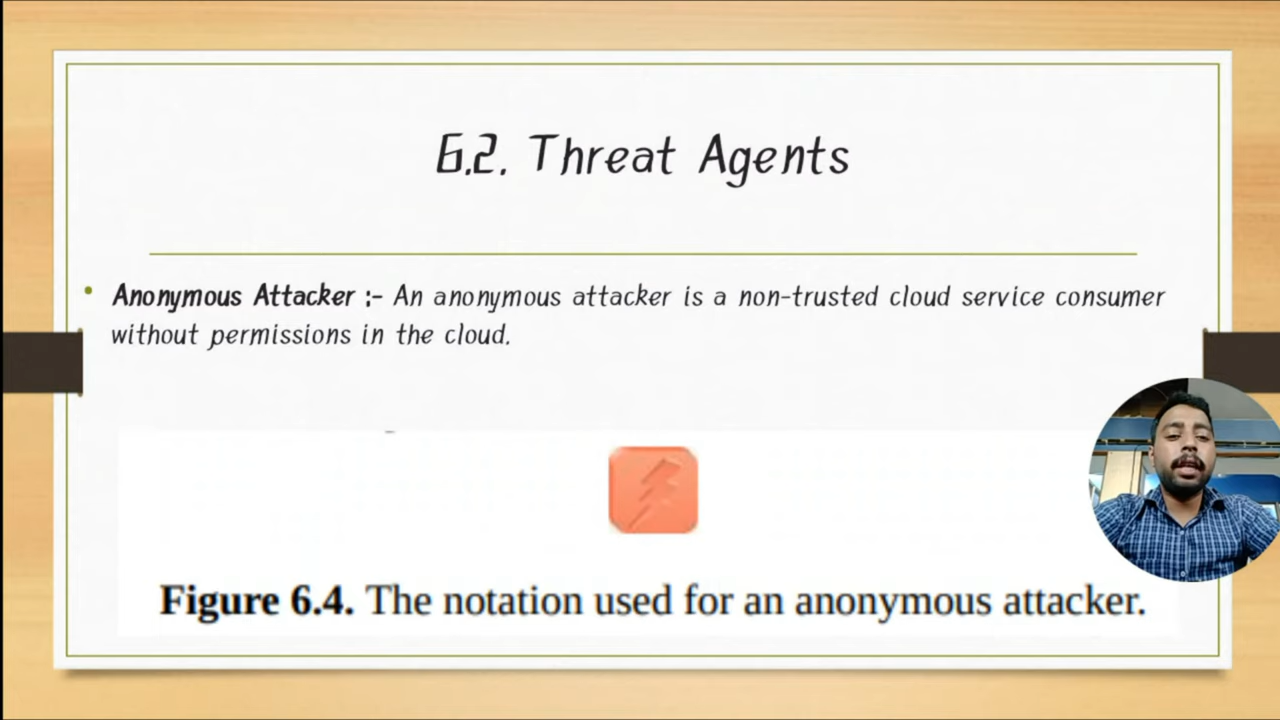 6.2. Threat Agents
• Anonymous Attacker :- An anonymous attacker is a non-trusted cloud service consumer
without permissions in the cloud.
Figure 6.4. The notation used for an anonymous attacker.